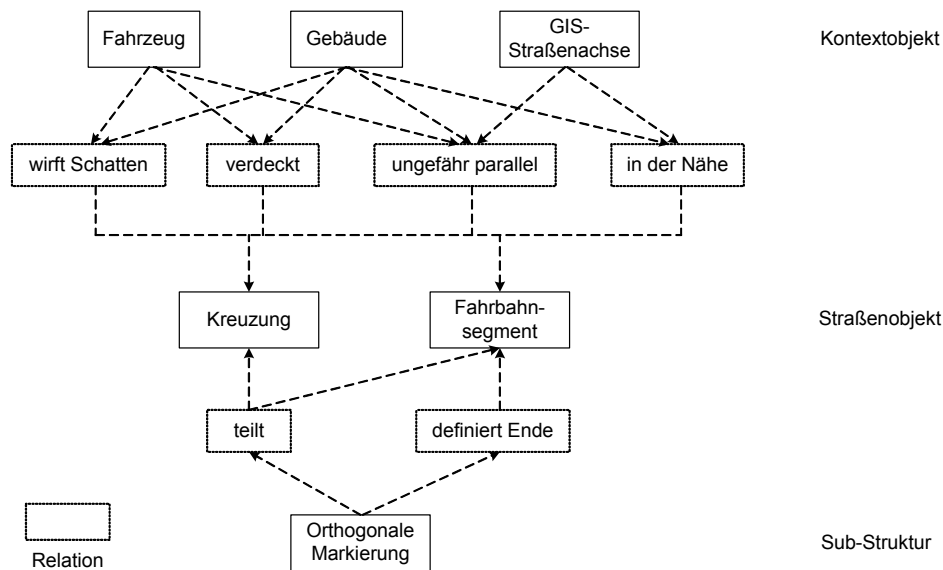 Fahrzeug
Gebäude
GIS-
Straßenachse
Kontextobjekt
wirft Schatten
verdeckt
ungefähr parallel
in der Nähe
Kreuzung
Fahrbahn-
segment
Straßenobjekt
teilt
definiert Ende
Orthogonale
Markierung
Sub-Struktur
Relation